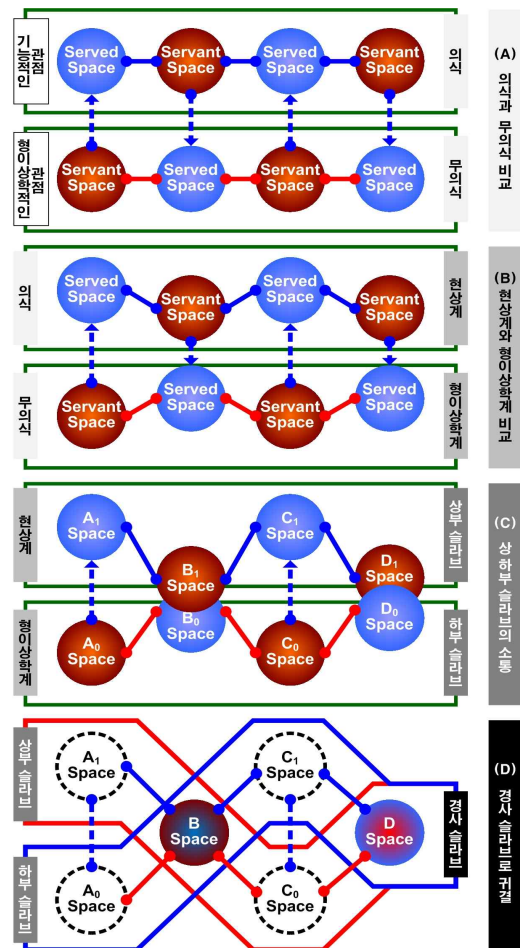 기능적인
관점
Served
Space
Servant
Space
Served
Space
Servant
Space
의식
형이상학적인
관점
Servant
Space
Served
Space
Servant
Space
Served
Space
무의식
(A) 의식과 무의식 비교
의식
Served
Space
Servant
Space
Served
Space
Servant
Space
현상계
무의식
Servant
Space
Served
Space
Servant
Space
Served
Space
형이상학계
(B) 현상계와 형이상학계 비교
현상계
A1
Space
B1
Space
C1
Space
D1
Space
상부 슬라브
형이상학계
A0
Space
B0
Space
C0
Space
D0
Space
하부 슬라브
(C) 상 하부 슬라브의 소통
상부 슬라브
A1
Space
C1
Space
B
Space
D
Space
경사 슬라브
하부 슬라브
A0
Space
C0
Space
(D) 경사 슬라브로 귀결